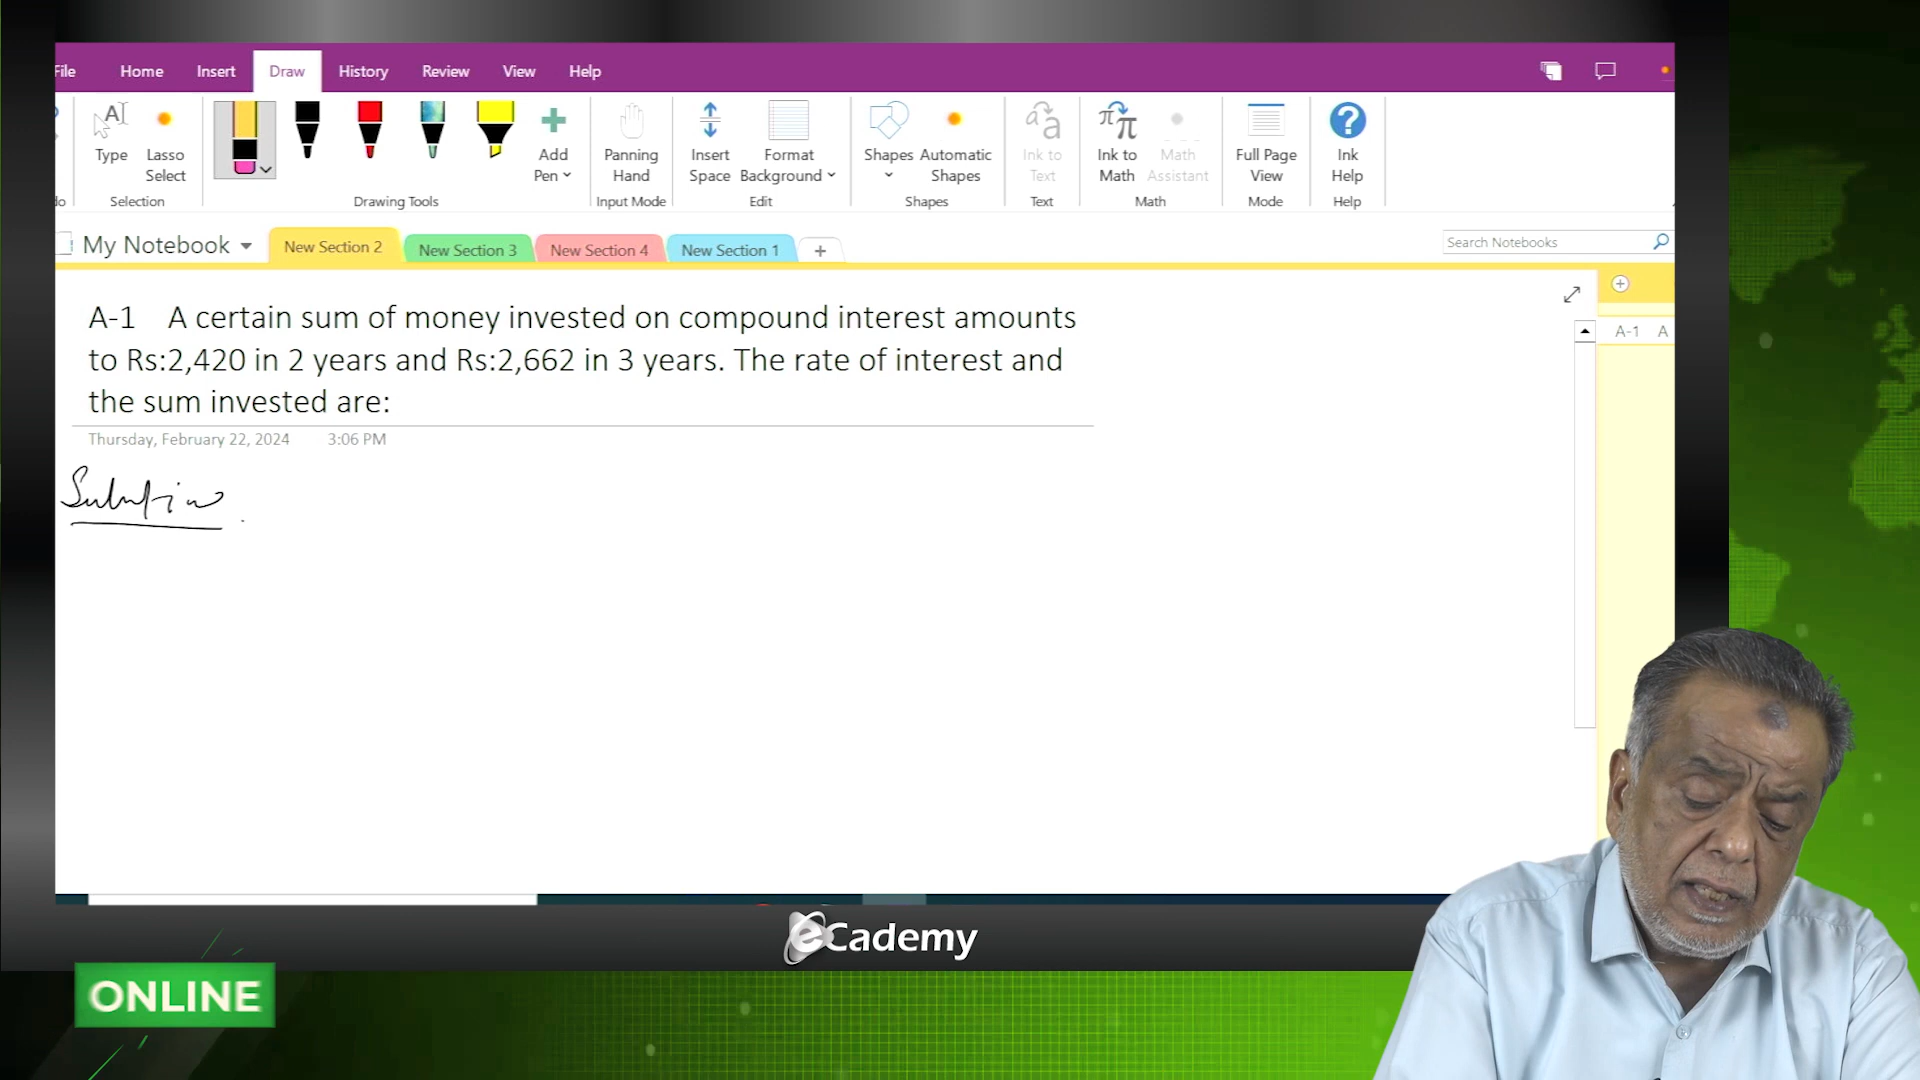 File Home Insert Draw History Review View Help
Type
Lasso Select
Add Pen
Panning Hand
Insert Space
Format Background
Shapes
Automatic Shapes
Ink to Text
Ink to Math
Math Assistant
Full Page View
Ink Help
Selection Drawing Tools Input Mode Edit Shapes Text Math Mode Help
My Notebook New Section 2 New Section 3 New Section 4 New Section 1 + Search Notebooks
A-1 A certain sum of money invested on compound interest amounts
to Rs:2,420 in 2 years and Rs:2,662 in 3 years. The rate of interest and
the sum invested are:
A-1 A
Thursday, February 22, 2024 3:06 PM
Solution
eCademy
ONLINE